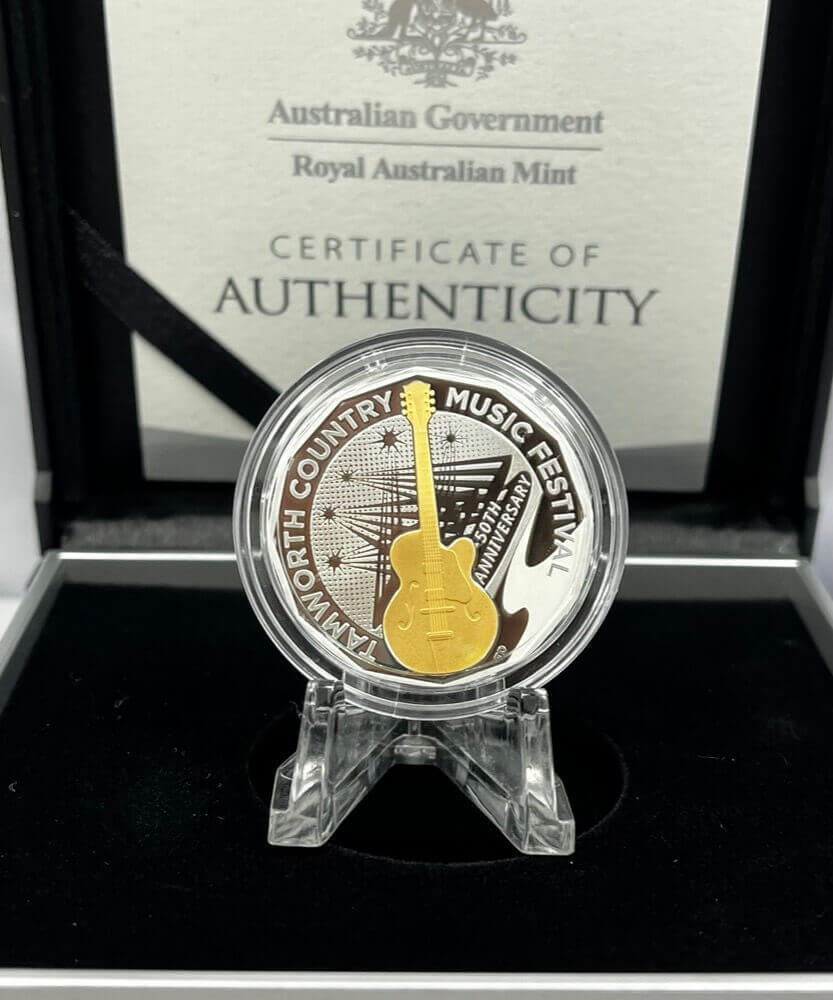 Australian Government
Royal Australian Mint
CERTIFICATE OF
AUTHENTICITY
TAMWORTH COUNTRY MUSIC FESTIVAL
50TH
ANNIVERSARY